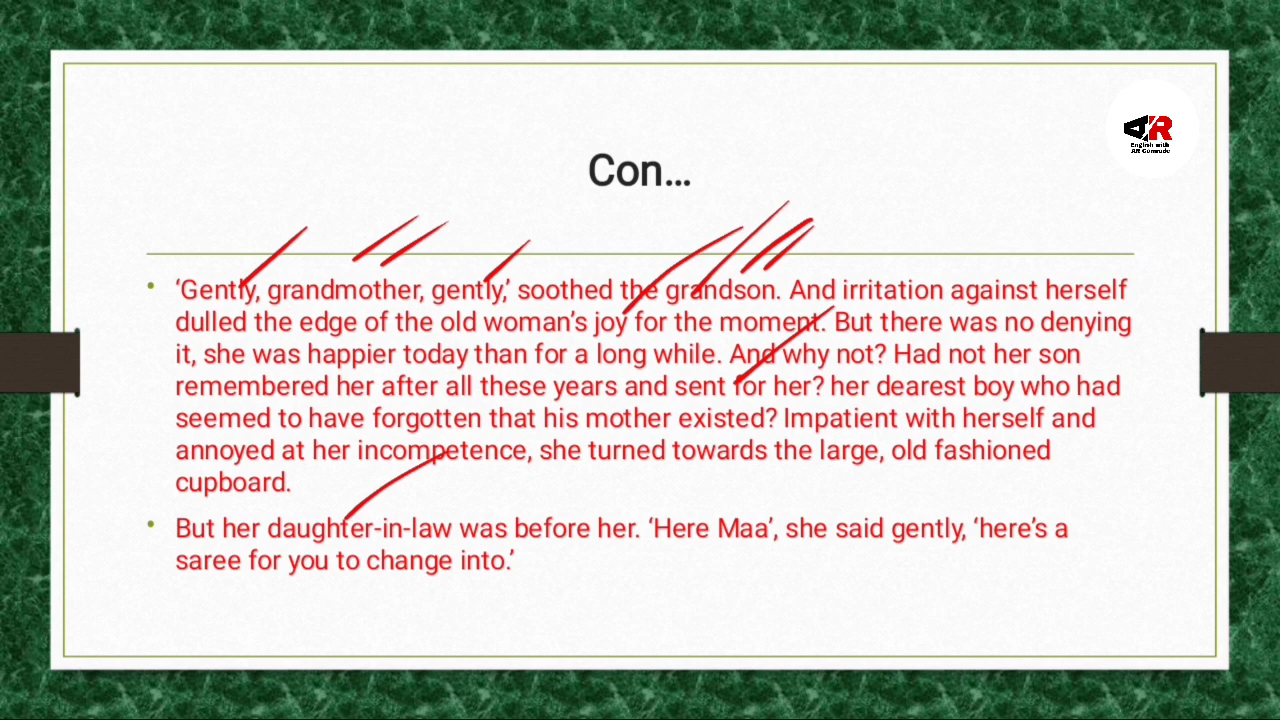 AR
English with
AR Comrade
Con...
• ‘Gently, grandmother, gently,’ soothed the grandson. And irritation against herself
dulled the edge of the old woman’s joy for the moment. But there was no denying
it, she was happier today than for a long while. And why not? Had not her son
remembered her after all these years and sent for her? her dearest boy who had
seemed to have forgotten that his mother existed? Impatient with herself and
annoyed at her incompetence, she turned towards the large, old fashioned
cupboard.
• But her daughter-in-law was before her. ‘Here Maa’, she said gently, ‘here’s a
saree for you to change into.’